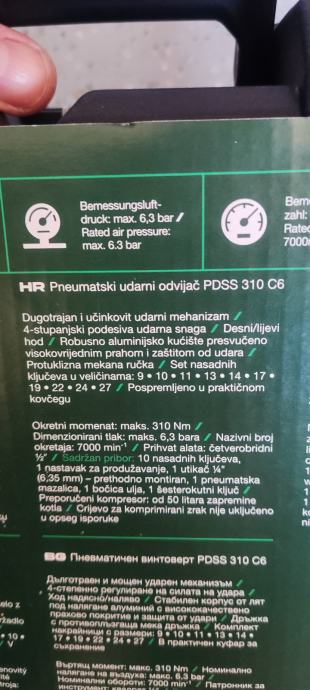 Bemessungsluft-
druck: max. 6,3 bar /
Rated air pressure:
max. 6.3 bar
Bem
zahl:
Rated
7000
HR Pneumatski udarni odvijač PDSS 310 C6
Dugotrajan i učinkovit udarni mehanizam /
4-stupanjski podesiva udarna snaga / Desni/lijevi
hod / Robusno aluminijsko kućište presvučeno
visokovrijednim prahom i zaštitom od udara /
Protuklizna mekana ručka / Set nasadnih
ključeva u veličinama: 9 • 10 • 11 • 13 • 14 • 17 •
19 • 22 • 24 • 27 / Pospremljeno u praktičnom
kovčegu
Okretni moment: maks. 310 Nm /
Dimenzionirani tlak: maks. 6,3 bara / Nazivni broj
okretaja: 7000 min⁻¹ / Prihvat alata: četverobridni
½" / Sadržan pribor: 10 nasadnih ključeva,
1 nastavak za produžavanje, 1 utikač ¼"
(6,35 mm) – prethodno montiran, 1 pneumatska
mazalica, 1 bočica ulja, 1 šesterokutni ključ /
Preporučeni kompresor: od 50 litara zapremine
kotla / Crijevo za komprimirani zrak nije uključeno
u opseg isporuke
BG Пневматичен винтоверт PDSS 310 C6
Дълготраен и мощен ударен механизъм /
4-степенно регулиране на силата на удара /
Ход надясно/наляво / Стабилен корпус от лят
под налягане алуминий с висококачествено
прахово покритие и защита от удари / Дръжка
с противоплъзгаща мека дръжка / Комплект
накрайници с размери: 9 • 10 • 11 • 13 • 14 •
17 • 19 • 22 • 24 • 27 / В практичен куфар за
съхранение
Въртящ момент: макс. 310 Nm / Номинално
налягане на въздуха: макс. 6,3 bar /
Номинални обороти: 7000 min⁻¹ / Патронник за